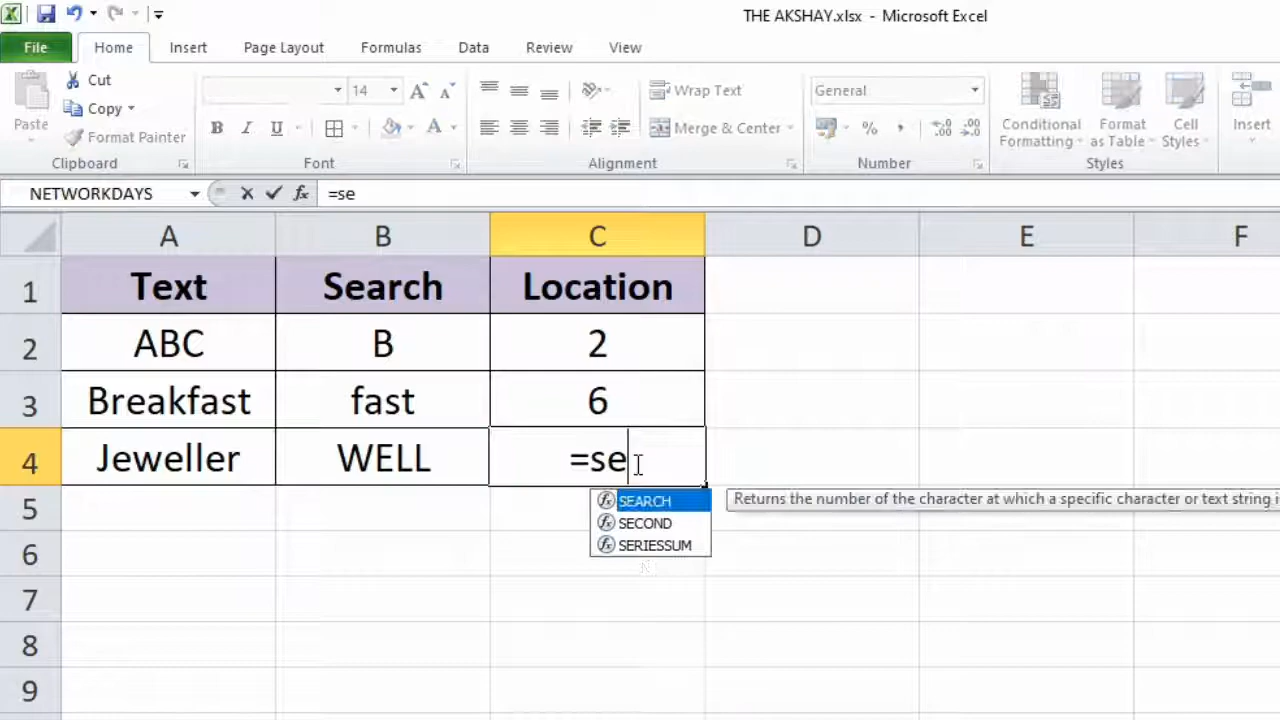 THE AKSHAY.xlsx - Microsoft Excel
File Home Insert Page Layout Formulas Data Review View
Paste
Cut
Copy
Format Painter
Clipboard
14
A A
B I U A
Font
Wrap Text
Merge & Center
Alignment
General
% ,
Number
Conditional Formatting
Format as Table
Cell Styles
Styles
Insert
NETWORKDAYS fx =se
A B C D E F
1 Text Search Location
2 ABC B 2
3 Breakfast fast 6
4 Jeweller WELL =se
SEARCH Returns the number of the character at which a specific character or text string i
SECOND
SERIESSUM
5
6
7
8
9